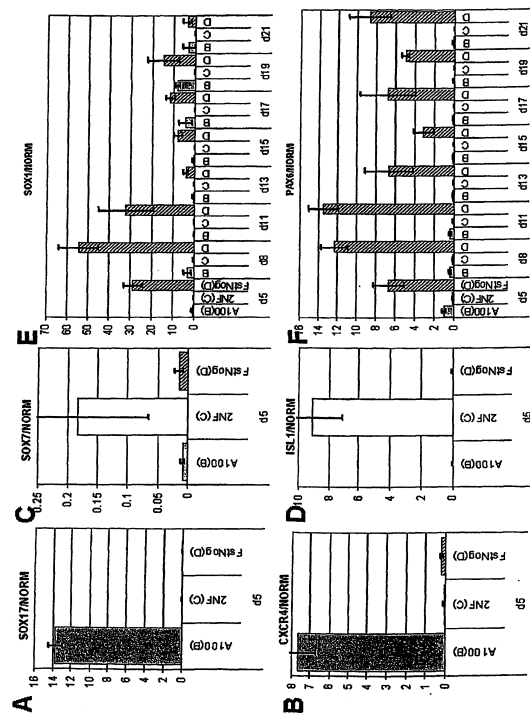 A
SOX17/NORM
16
14
12
10
8
6
4
2
0
A100(B)
2NF(C)
FstNog(D)
d5
B
CXCR4/NORM
8
7
6
5
4
3
2
1
0
A100(B)
2NF(C)
FstNog(D)
d5
C
SOX7/NORM
0.25
0.2
0.15
0.1
0.05
0
A100(B)
2NF(C)
FstNog(D)
d5
D
ISL1/NORM
10
8
6
4
2
0
A100(B)
2NF(C)
FstNog(D)
d5
E
SOX1/NORM
70
60
50
40
30
20
10
0
A100(B)
2NF(C)
FstNog(D)
B
C
D
B
C
D
B
C
D
B
C
D
B
C
D
B
C
D
B
C
D
d5
d8
d11
d13
d15
d17
d19
d21
F
PAX6/NORM
16
14
12
10
8
6
4
2
0
A100(B)
2NF(C)
FstNog(D)
B
C
D
B
C
D
B
C
D
B
C
D
B
C
D
B
C
D
B
C
D
d5
d8
d11
d13
d15
d17
d19
d21